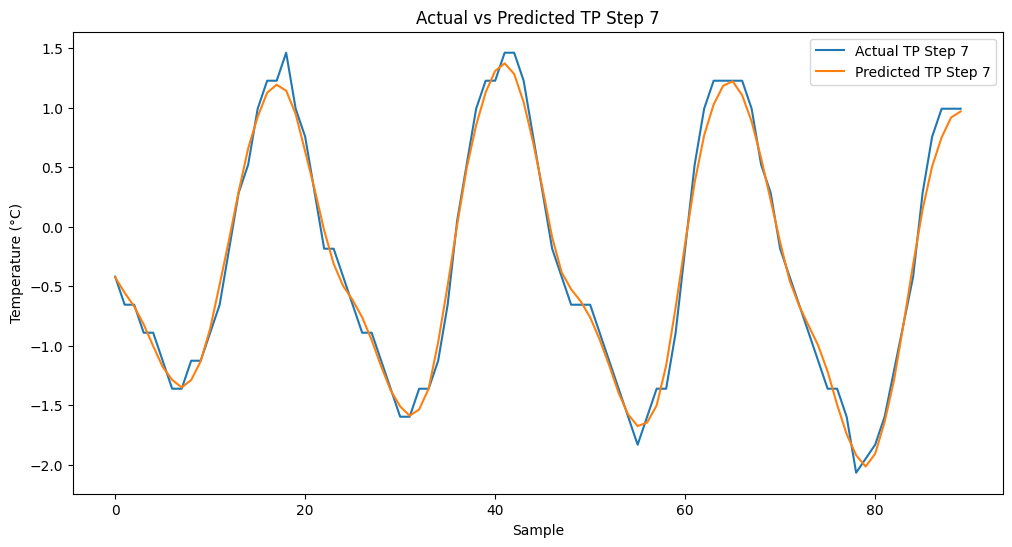 Actual vs Predicted TP Step 7
Actual TP Step 7
Predicted TP Step 7
Temperature (°C)
1.5
1.0
0.5
0.0
−0.5
−1.0
−1.5
−2.0
0 20 40 60 80
Sample